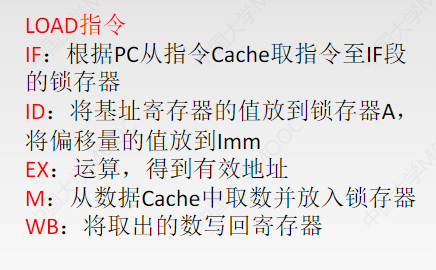 LOAD指令
IF：根据PC从指令Cache取指令至IF段
的锁存器
ID：将基址寄存器的值放到锁存器A，
将偏移量的值放到Imm
EX：运算，得到有效地址
M：从数据Cache中取数并放入锁存器
WB：将取出的数写回寄存器